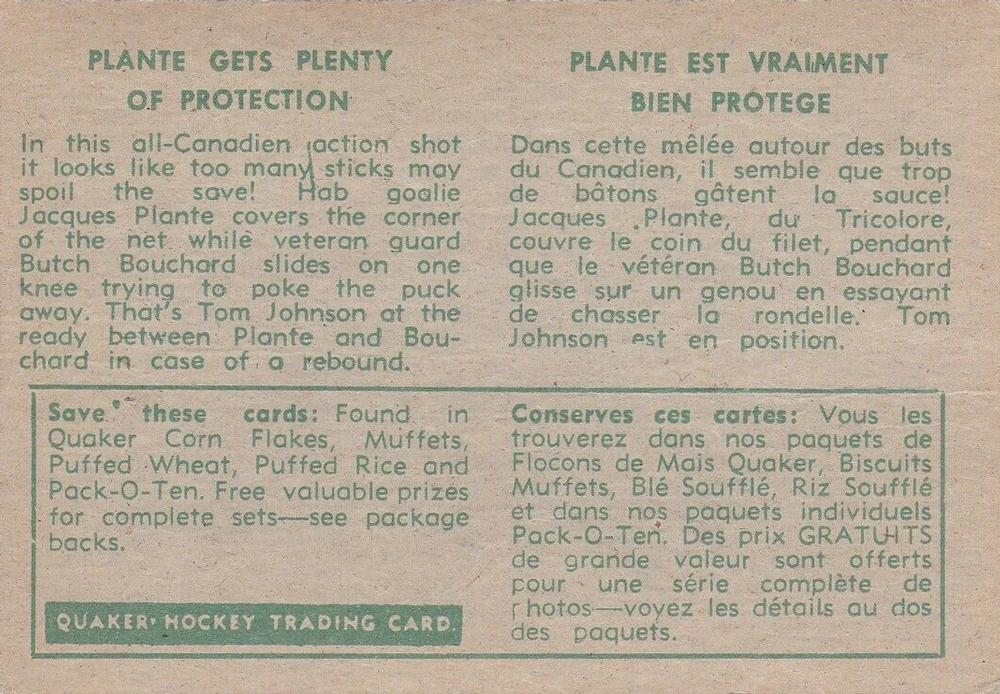 PLANTE GETS PLENTY
OF PROTECTION
In this all-Canadien action shot
it looks like too many sticks may
spoil the save! Hab goalie
Jacques Plante covers the corner
of the net while veteran guard
Butch Bouchard slides on one
knee trying to poke the puck
away. That's Tom Johnson at the
ready between Plante and Bou-
chard in case of a rebound.
PLANTE EST VRAIMENT
BIEN PROTEGE
Dans cette mêlée autour des buts
du Canadien, il semble que trop
de bâtons gâtent la sauce!
Jacques Plante, du Tricolore,
couvre le coin du filet, pendant
que le vétéran Butch Bouchard
glisse sur un genou en essayant
de chasser la rondelle. Tom
Johnson est en position.
Save these cards: Found in
Quaker Corn Flakes, Muffets,
Puffed Wheat, Puffed Rice and
Pack-O-Ten. Free valuable prizes
for complete sets—see package
backs.
QUAKER HOCKEY TRADING CARD
Conserves ces cartes: Vous les
trouverez dans nos paquets de
Flocons de Mais Quaker, Biscuits
Muffets, Blé Soufflé, Riz Soufflé
et dans nos paquets individuels
Pack-O-Ten. Des prix GRATUITS
de grande valeur sont offerts
pour une série complète de
photos—voyez les détails au dos
des paquets.